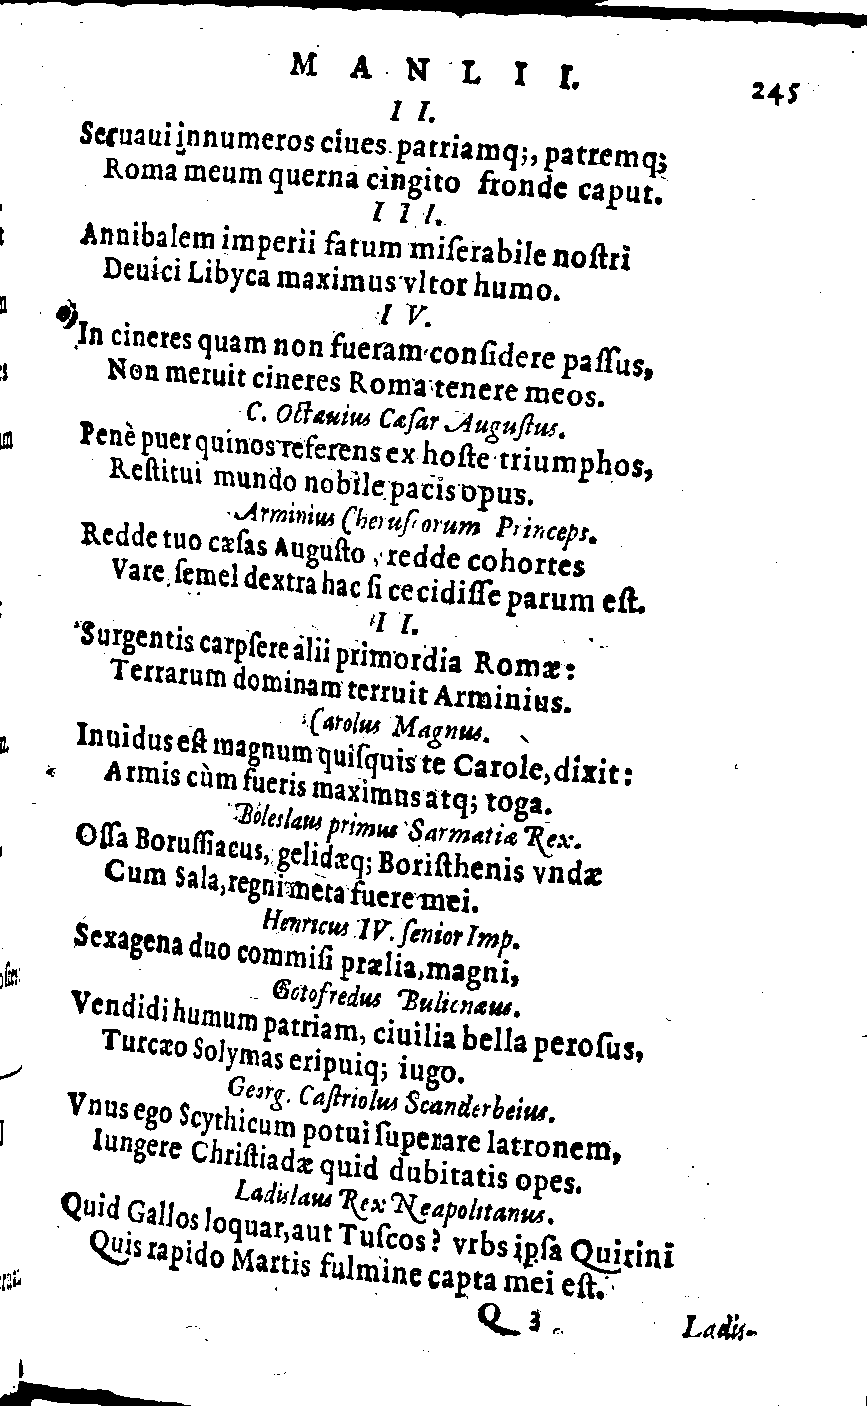 MANLII I. 245
II.
Seruaui innumeros ciues patriamq;, patremq;
Roma meum querna cingito fronde caput.
III.
Annibalem imperii fatum miſerabile noſtri
Deuici Libyca maximus vltor humo.
IV.
In cineres quam non fueram conſidere paſſus,
Non meruit cineres Roma tenere meos.
C. Octauius Cæſar Auguſtus.
Penè puer quinos referens ex hoſte triumphos,
Reſtitui mundo nobile pacis opus.
Arminius Cheruſcorum Princeps.
Redde tuo cæſas Auguſto, redde cohortes
Vare, ſemel dextra hac ſi cecidiſſe parum eſt.
II.
Surgentis carpſere alii primordia Romæ:
Terrarum dominam terruit Arminius.
Carolus Magnus.
Inuidus eſt magnum quiſquis te Carole, dixit:
Armis cùm fueris maximus atq; toga.
Boleslaus primus Sarmatiæ Rex.
Oſſa Boruſſiacus, gelidæq; Boriſthenis vndæ
Cum Sala, regni meta fuere mei.
Henricus IV. ſenior Imp.
Sexagena duo commiſi prælia, magni,
Gotofredus Bulionæus.
Vendidi humum patriam, ciuilia bella peroſus,
Turcæo Solymas eripuiq; iugo.
Georg. Caſtriolus Scanderbeius.
Vnus ego Scythicum potui ſuperare latronem,
Iungere Chriſtiadæ quid dubitatis opes.
Ladislaus Rex Neapolitanus.
Quid Gallos loquar, aut Tuſcos? vrbs ipſa Quirini
Quis rapido Martis fulmine capta mei eſt.
Q 3
Ladis-